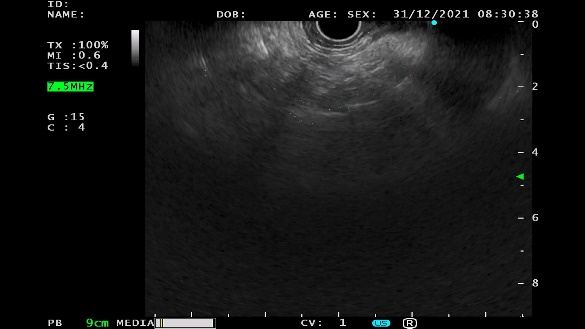 ID:
NAME: DOB: AGE: SEX: 31/12/2021 08:30:38
0
TX :100%
MI :0.6
TIS:<0.4
7.5MHz
2
G :15
C : 4
4
6
8
PB 9cm MEDIA CV: 1 US R